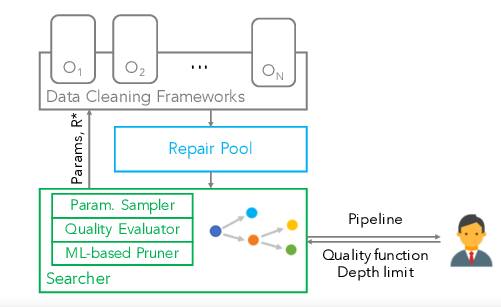 O1 O2 ... ON
Data Cleaning Frameworks
Params, R*
Repair Pool
Param. Sampler
Quality Evaluator
ML-based Pruner
Searcher
Pipeline
Quality function
Depth limit